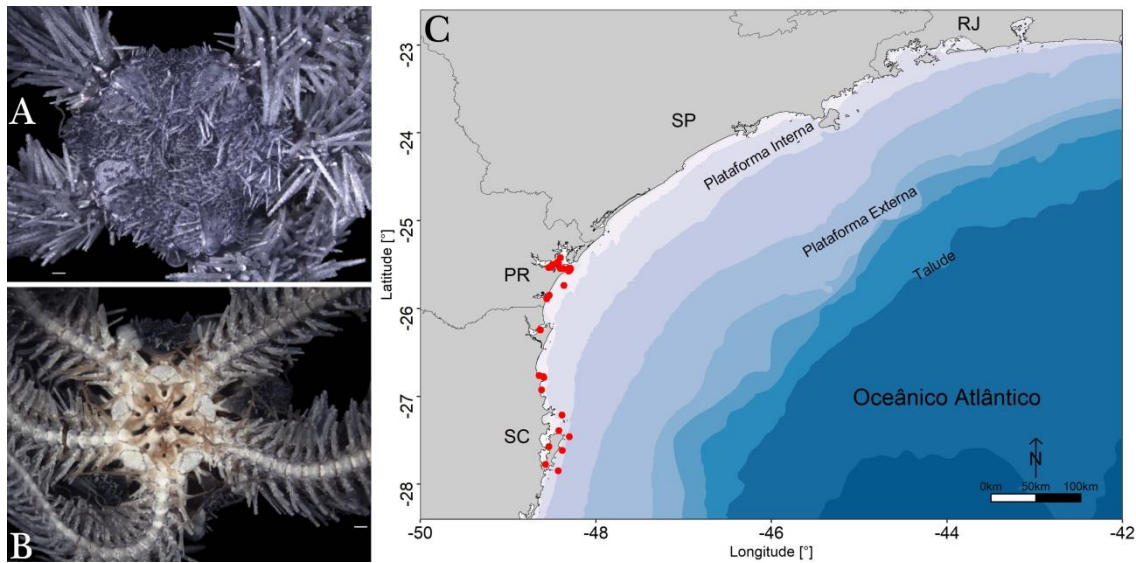 A
B
C
RJ
SP
PR
SC
Plataforma Interna
Plataforma Externa
Talude
Oceânico Atlântico
N
0km 50km 100km
Latitude [°]
-23
-24
-25
-26
-27
-28
-50 -48 -46 -44 -42
Longitude [°]